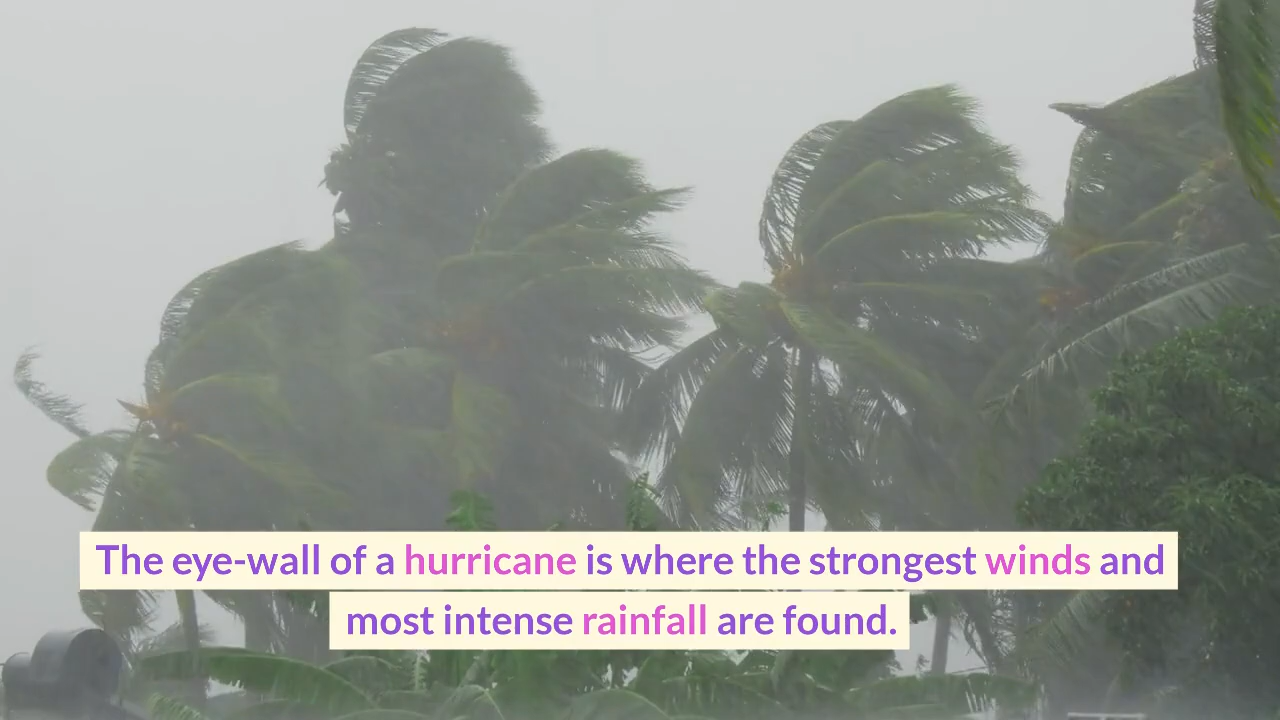 The eye-wall of a hurricane is where the strongest winds and
most intense rainfall are found.